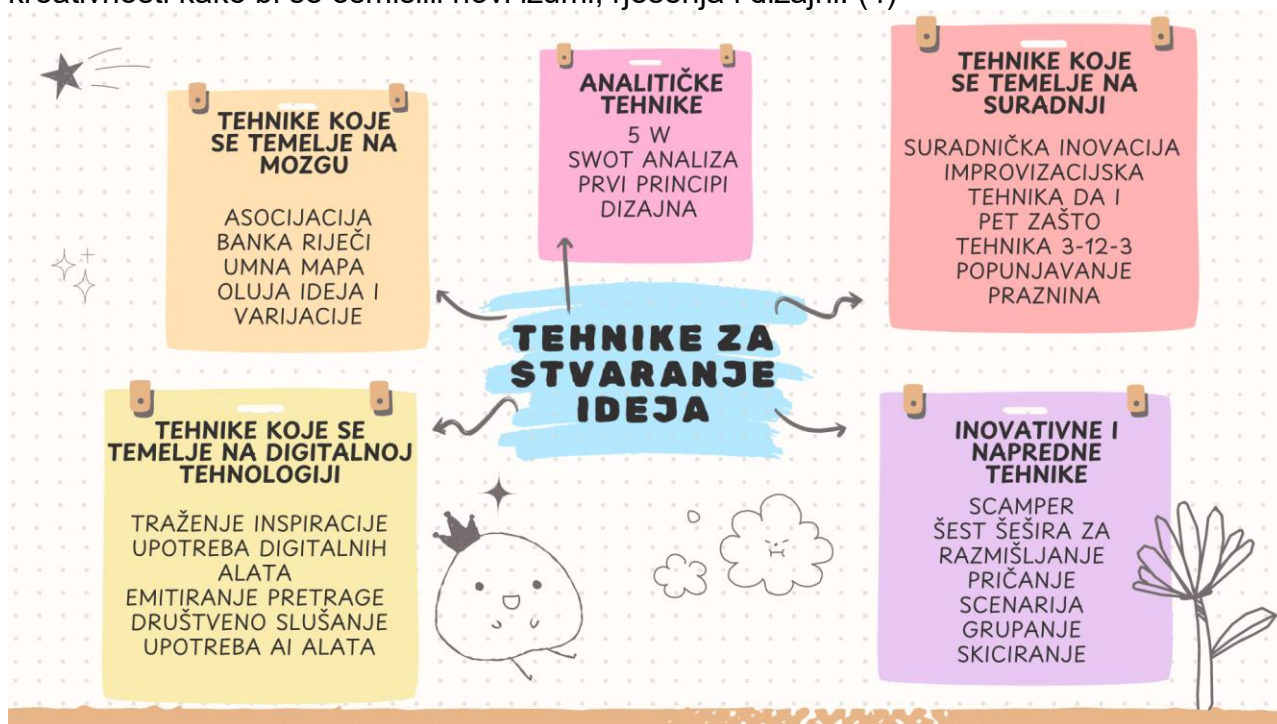 TEHNIKE KOJE
SE TEMELJE NA
MOZGU
ASOCIJACIJA
BANKA RIJEČI
UMNA MAPA
OLUJA IDEJA I
VARIJACIJE
ANALITIČKE
TEHNIKE
5 W
SWOT ANALIZA
PRVI PRINCIPI
DIZAJNA
TEHNIKE KOJE
SE TEMELJE NA
SURADNJI
SURADNIČKA INOVACIJA
IMPROVIZACIJSKA
TEHNIKA DA I
PET ZAŠTO
TEHNIKA 3-12-3
POPUNJAVANJE
PRAZNINA
TEHNIKE ZA
STVARANJE
IDEJA
TEHNIKE KOJE SE
TEMELJE NA DIGITALNOJ
TEHNOLOGIJI
TRAŽENJE INSPIRACIJE
UPOTREBA DIGITALNIH
ALATA
EMITIRANJE PRETRAGE
DRUŠTVENO SLUŠANJE
UPOTREBA AI ALATA
INOVATIVNE I
NAPREDNE
TEHNIKE
SCAMPER
ŠEST ŠEŠIRA ZA
RAZMIŠLJANJE
PRIČANJE
SCENARIJA
GRUPANJE
SKICIRANJE